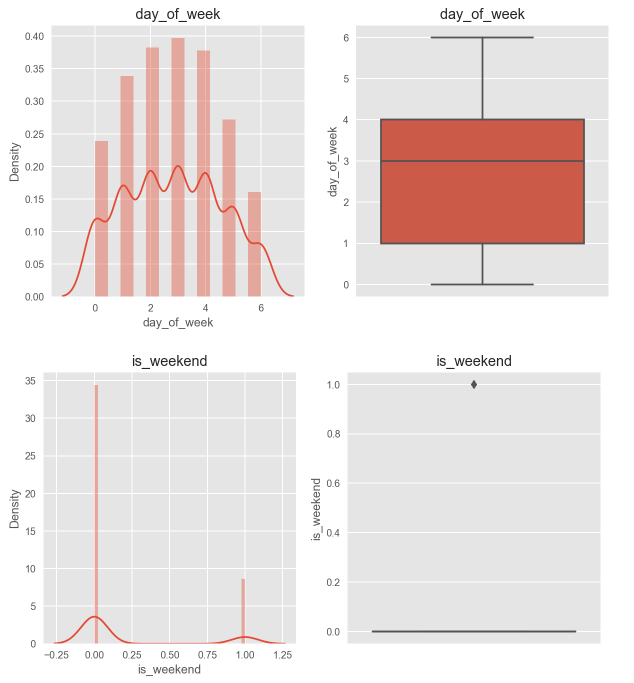 day_of_week
0.40
0.35
0.30
0.25
0.20
0.15
0.10
0.05
0.00
Density
0 2 4 6
day_of_week
day_of_week
6
5
4
3
2
1
0
day_of_week
is_weekend
35
30
25
20
15
10
5
0
Density
−0.25 0.00 0.25 0.50 0.75 1.00 1.25
is_weekend
is_weekend
1.0
0.8
0.6
0.4
0.2
0.0
is_weekend